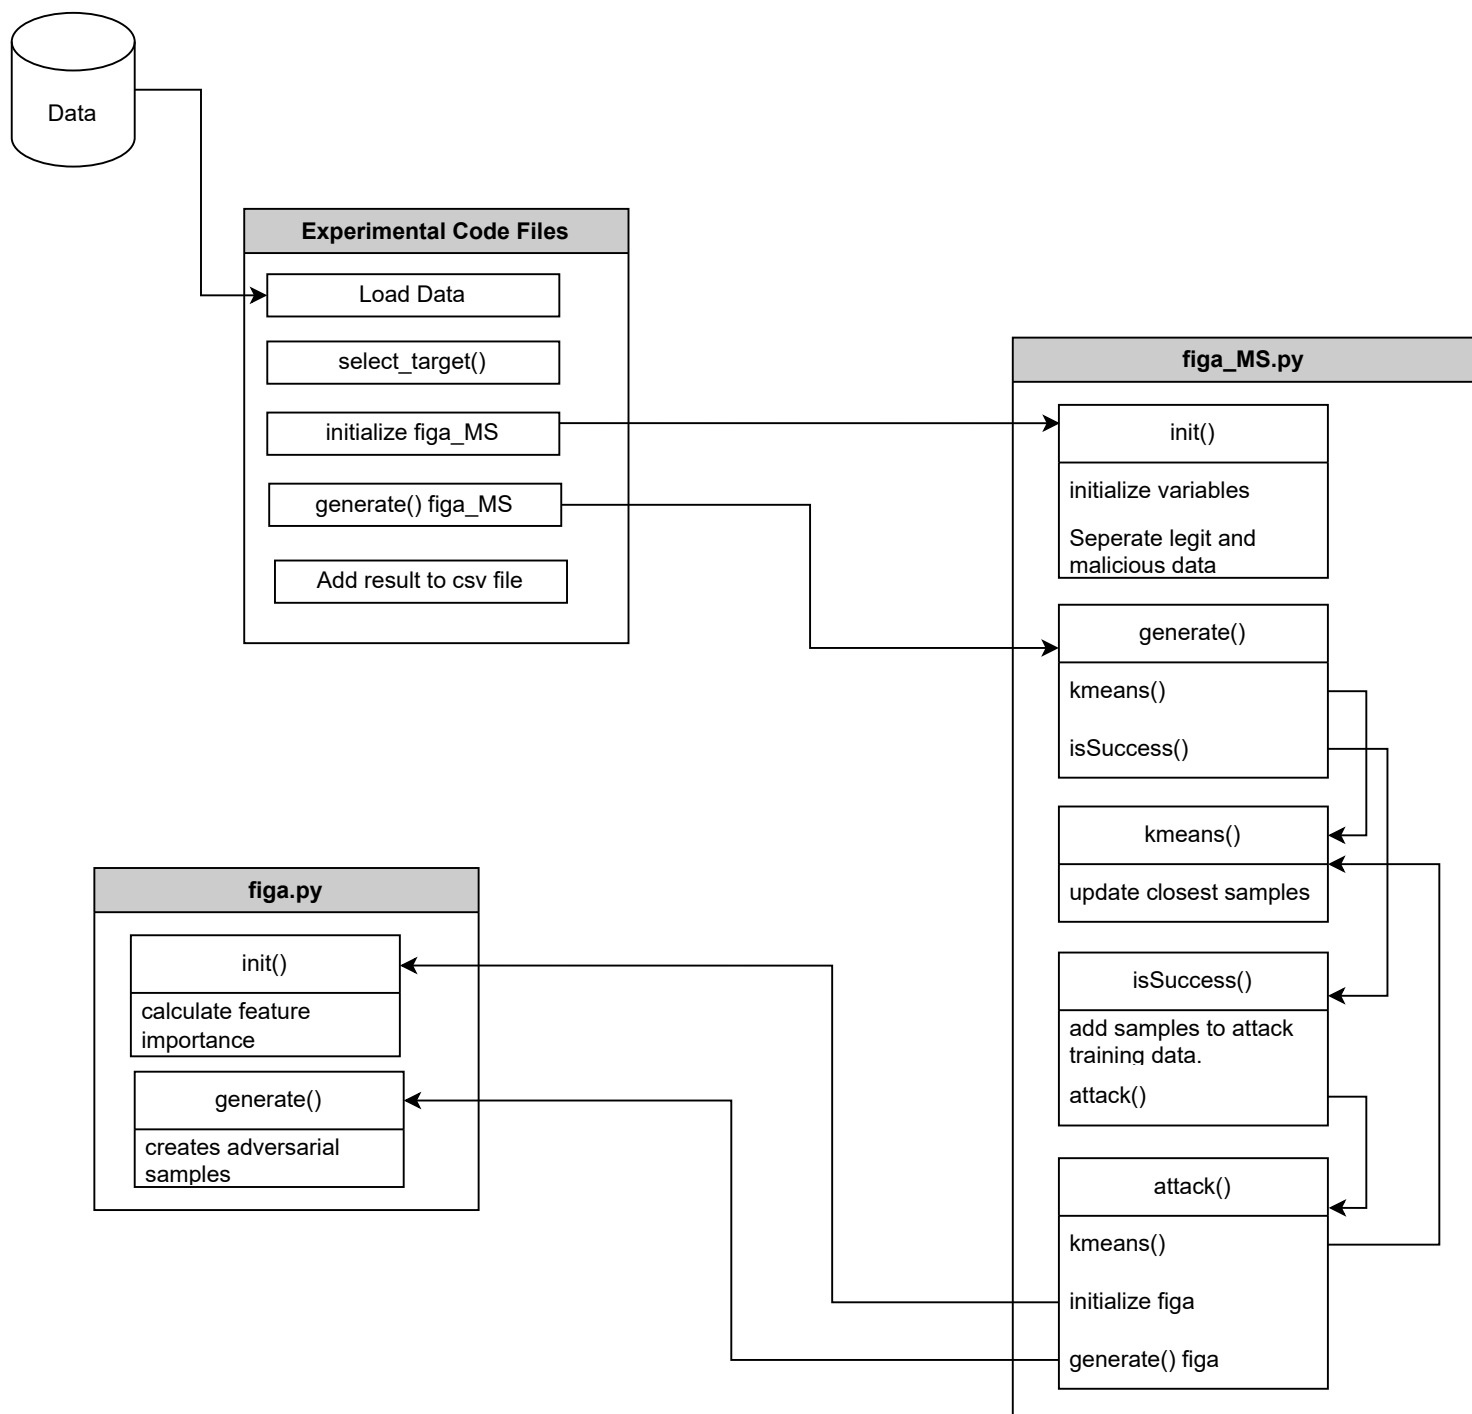 Data
Experimental Code Files
Load Data
select_target()
initialize figa_MS
generate() figa_MS
Add result to csv file
figa_MS.py
init()
initialize variables
Seperate legit and
malicious data
generate()
kmeans()
isSuccess()
kmeans()
update closest samples
isSuccess()
add samples to attack
training data.
attack()
attack()
kmeans()
initialize figa
generate() figa
figa.py
init()
calculate feature
importance
generate()
creates adversarial
samples